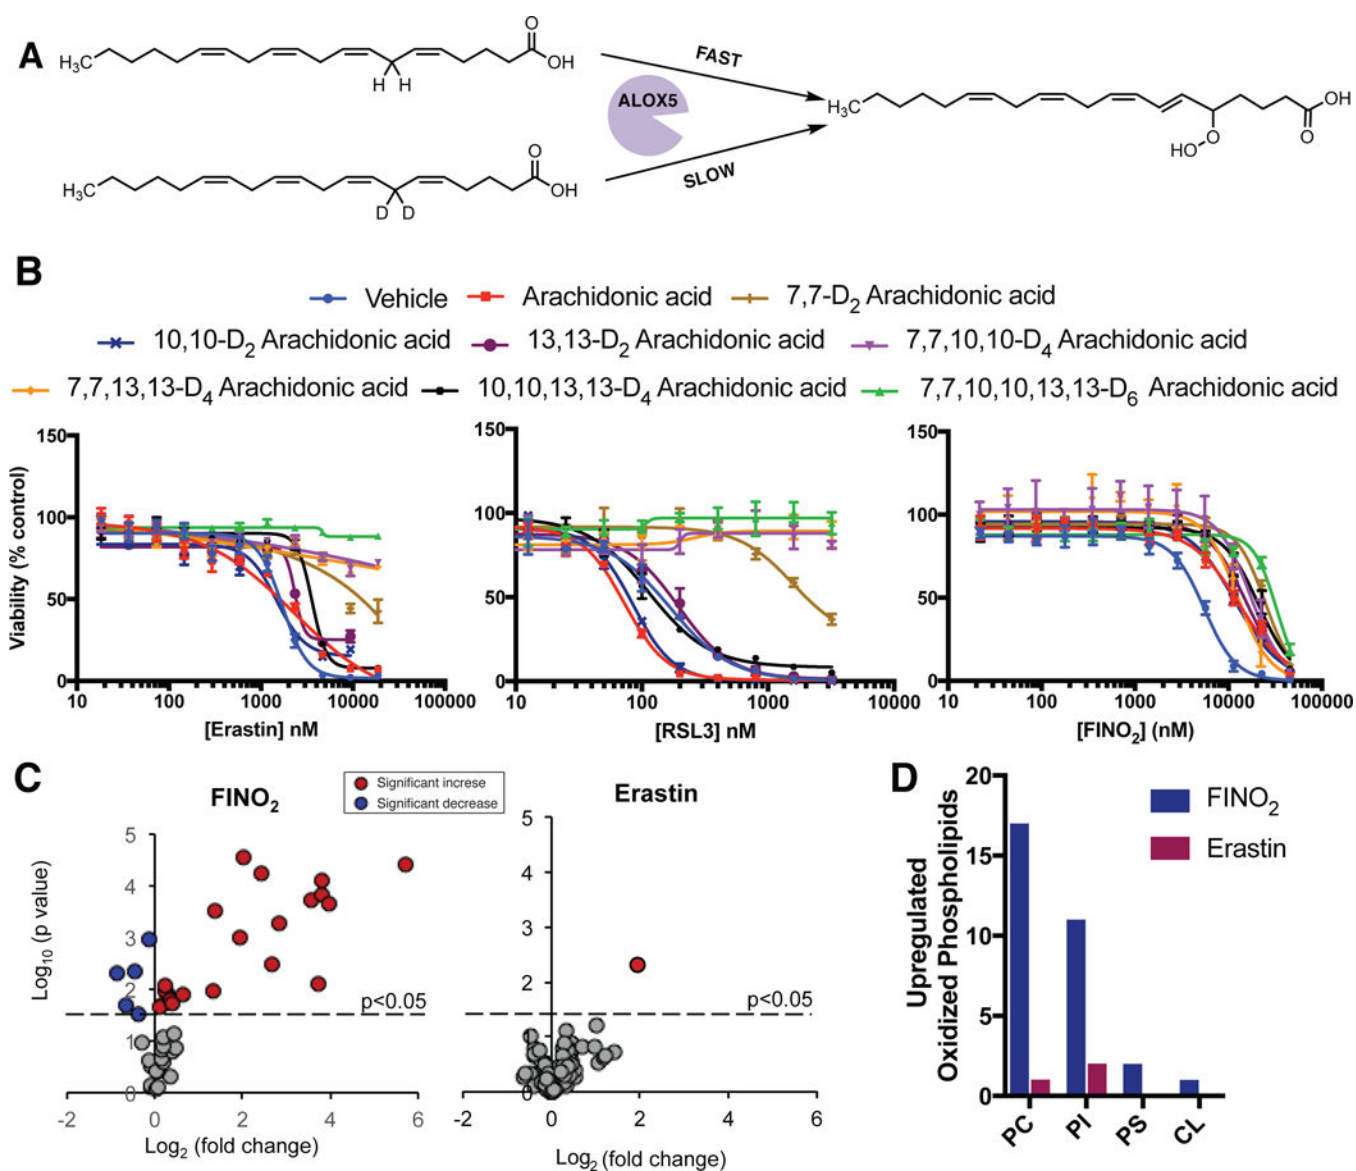 A
H3C
O
OH
H H
FAST
ALOX5
H3C
O
OH
D D
SLOW
H3C
HO
O
OH
O
B
Vehicle
Arachidonic acid
7,7-D2 Arachidonic acid
10,10-D2 Arachidonic acid
13,13-D2 Arachidonic acid
7,7,10,10-D4 Arachidonic acid
7,7,13,13-D4 Arachidonic acid
10,10,13,13-D4 Arachidonic acid
7,7,10,10,13,13-D6 Arachidonic acid
Viability (% control)
150
100
50
0
10 100 1000 10000 100000
[Erastin] nM
150
100
50
0
10 100 1000 10000
[RSL3] nM
150
100
50
0
10 100 1000 10000 100000
[FINO2] (nM)
C
FINO2
Significant increse
Significant decrease
Erastin
Log10 (p value)
5
4
3
2
1
0
p<0.05
-2 0 2 4 6
Log2 (fold change)
5
4
3
2
1
0
p<0.05
-2 0 2 4 6
Log2 (fold change)
D
Upregulated
Oxidized Phospholipids
20
15
10
5
0
FINO2
Erastin
PC PI PS CL